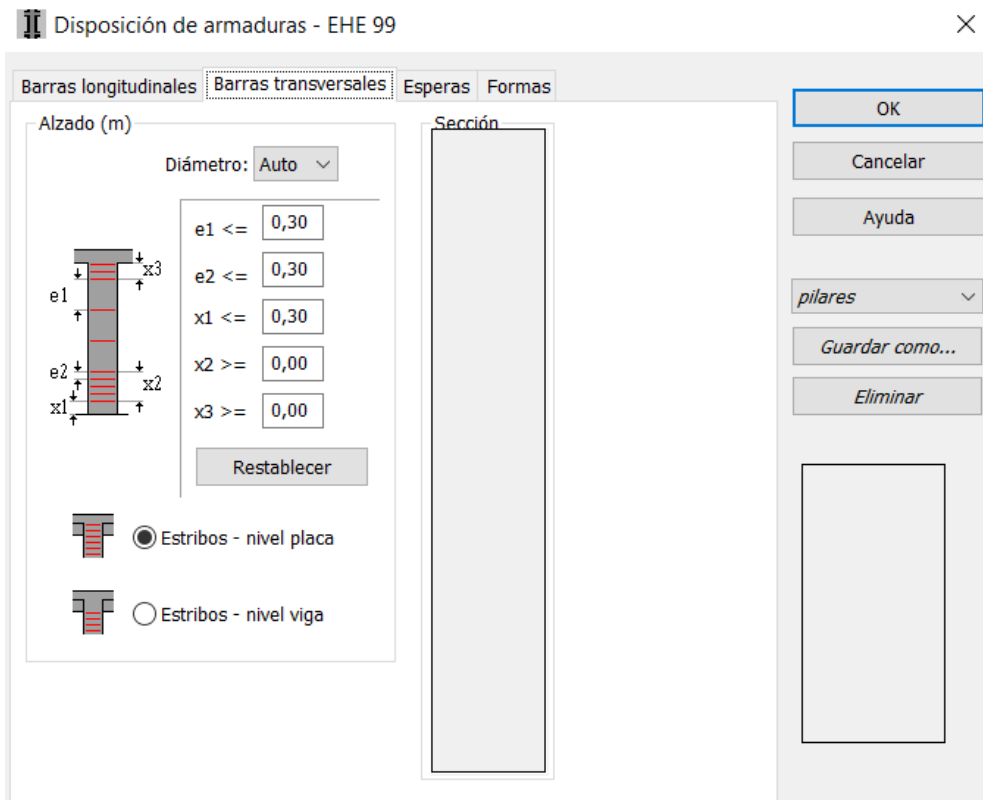 Disposición de armaduras - EHE 99
Barras longitudinales Barras transversales Esperas Formas
Alzado (m)
Diámetro: Auto
e1 <= 0,30
e2 <= 0,30
x1 <= 0,30
x2 >= 0,00
x3 >= 0,00
Restablecer
x3
e1
e2
x2
x1
Estribos - nivel placa
Estribos - nivel viga
Sección
OK
Cancelar
Ayuda
pilares
Guardar como...
Eliminar